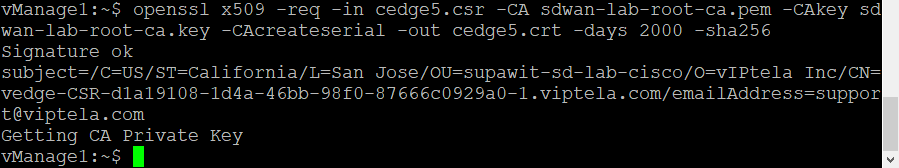 vManage1:~$ openssl x509 -req -in cedge5.csr -CA sdwan-lab-root-ca.pem -CAkey sd
wan-lab-root-ca.key -CAcreateserial -out cedge5.crt -days 2000 -sha256
Signature ok
subject=/C=US/ST=California/L=San Jose/OU=supawit-sd-lab-cisco/O=vIPtela Inc/CN=
vedge-CSR-d1a19108-1d4a-46bb-98f0-87666c0929a0-1.viptela.com/emailAddress=suppor
t@viptela.com
Getting CA Private Key
vManage1:~$